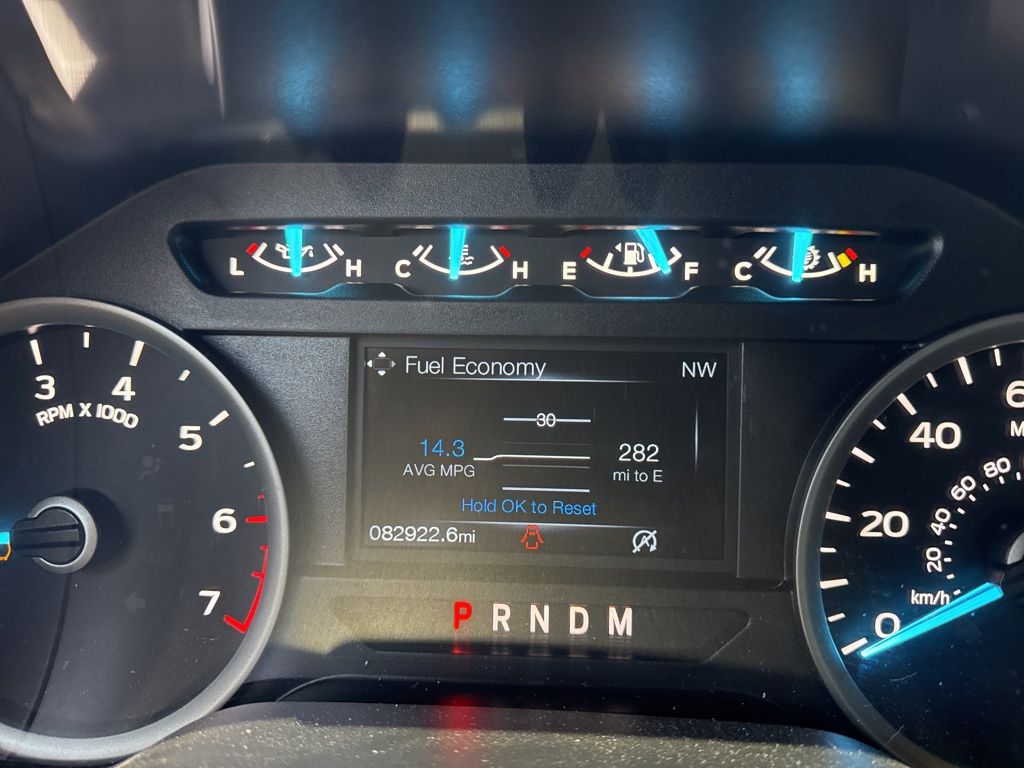 L H C H E F C H
Fuel Economy NW
30
14.3 282
AVG MPG mi to E
Hold OK to Reset
082922.6mi
P R N D M
3 4 5 6 7
RPM X 1000
0 20 40
km/h 20 40 60 80